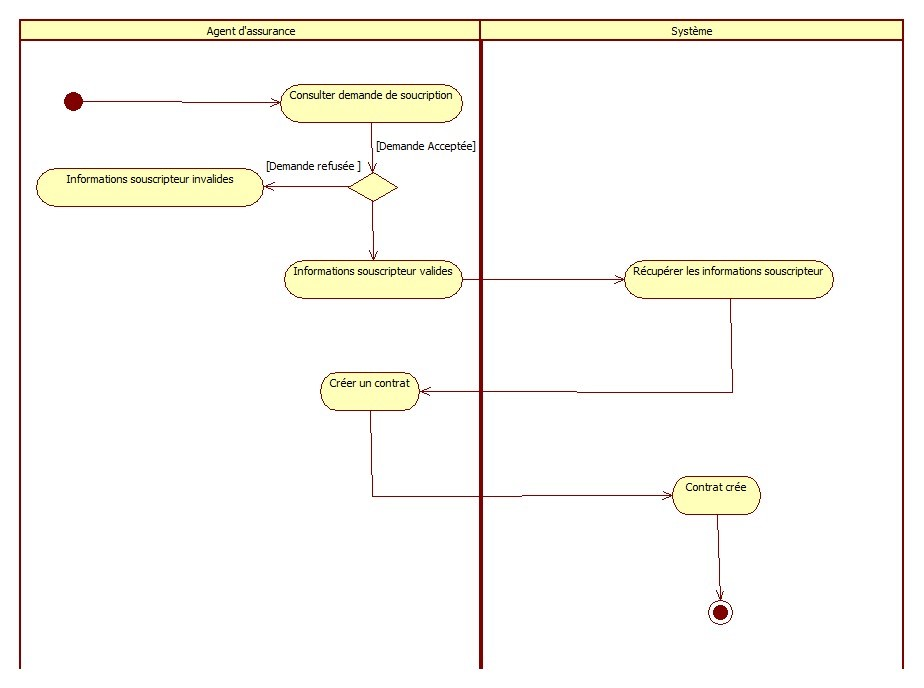 Agent d'assurance
Système
Consulter demande de soucription
[Demande Acceptée]
[Demande refusée ]
Informations souscripteur invalides
Informations souscripteur valides
Récupérer les informations souscripteur
Créer un contrat
Contrat crée